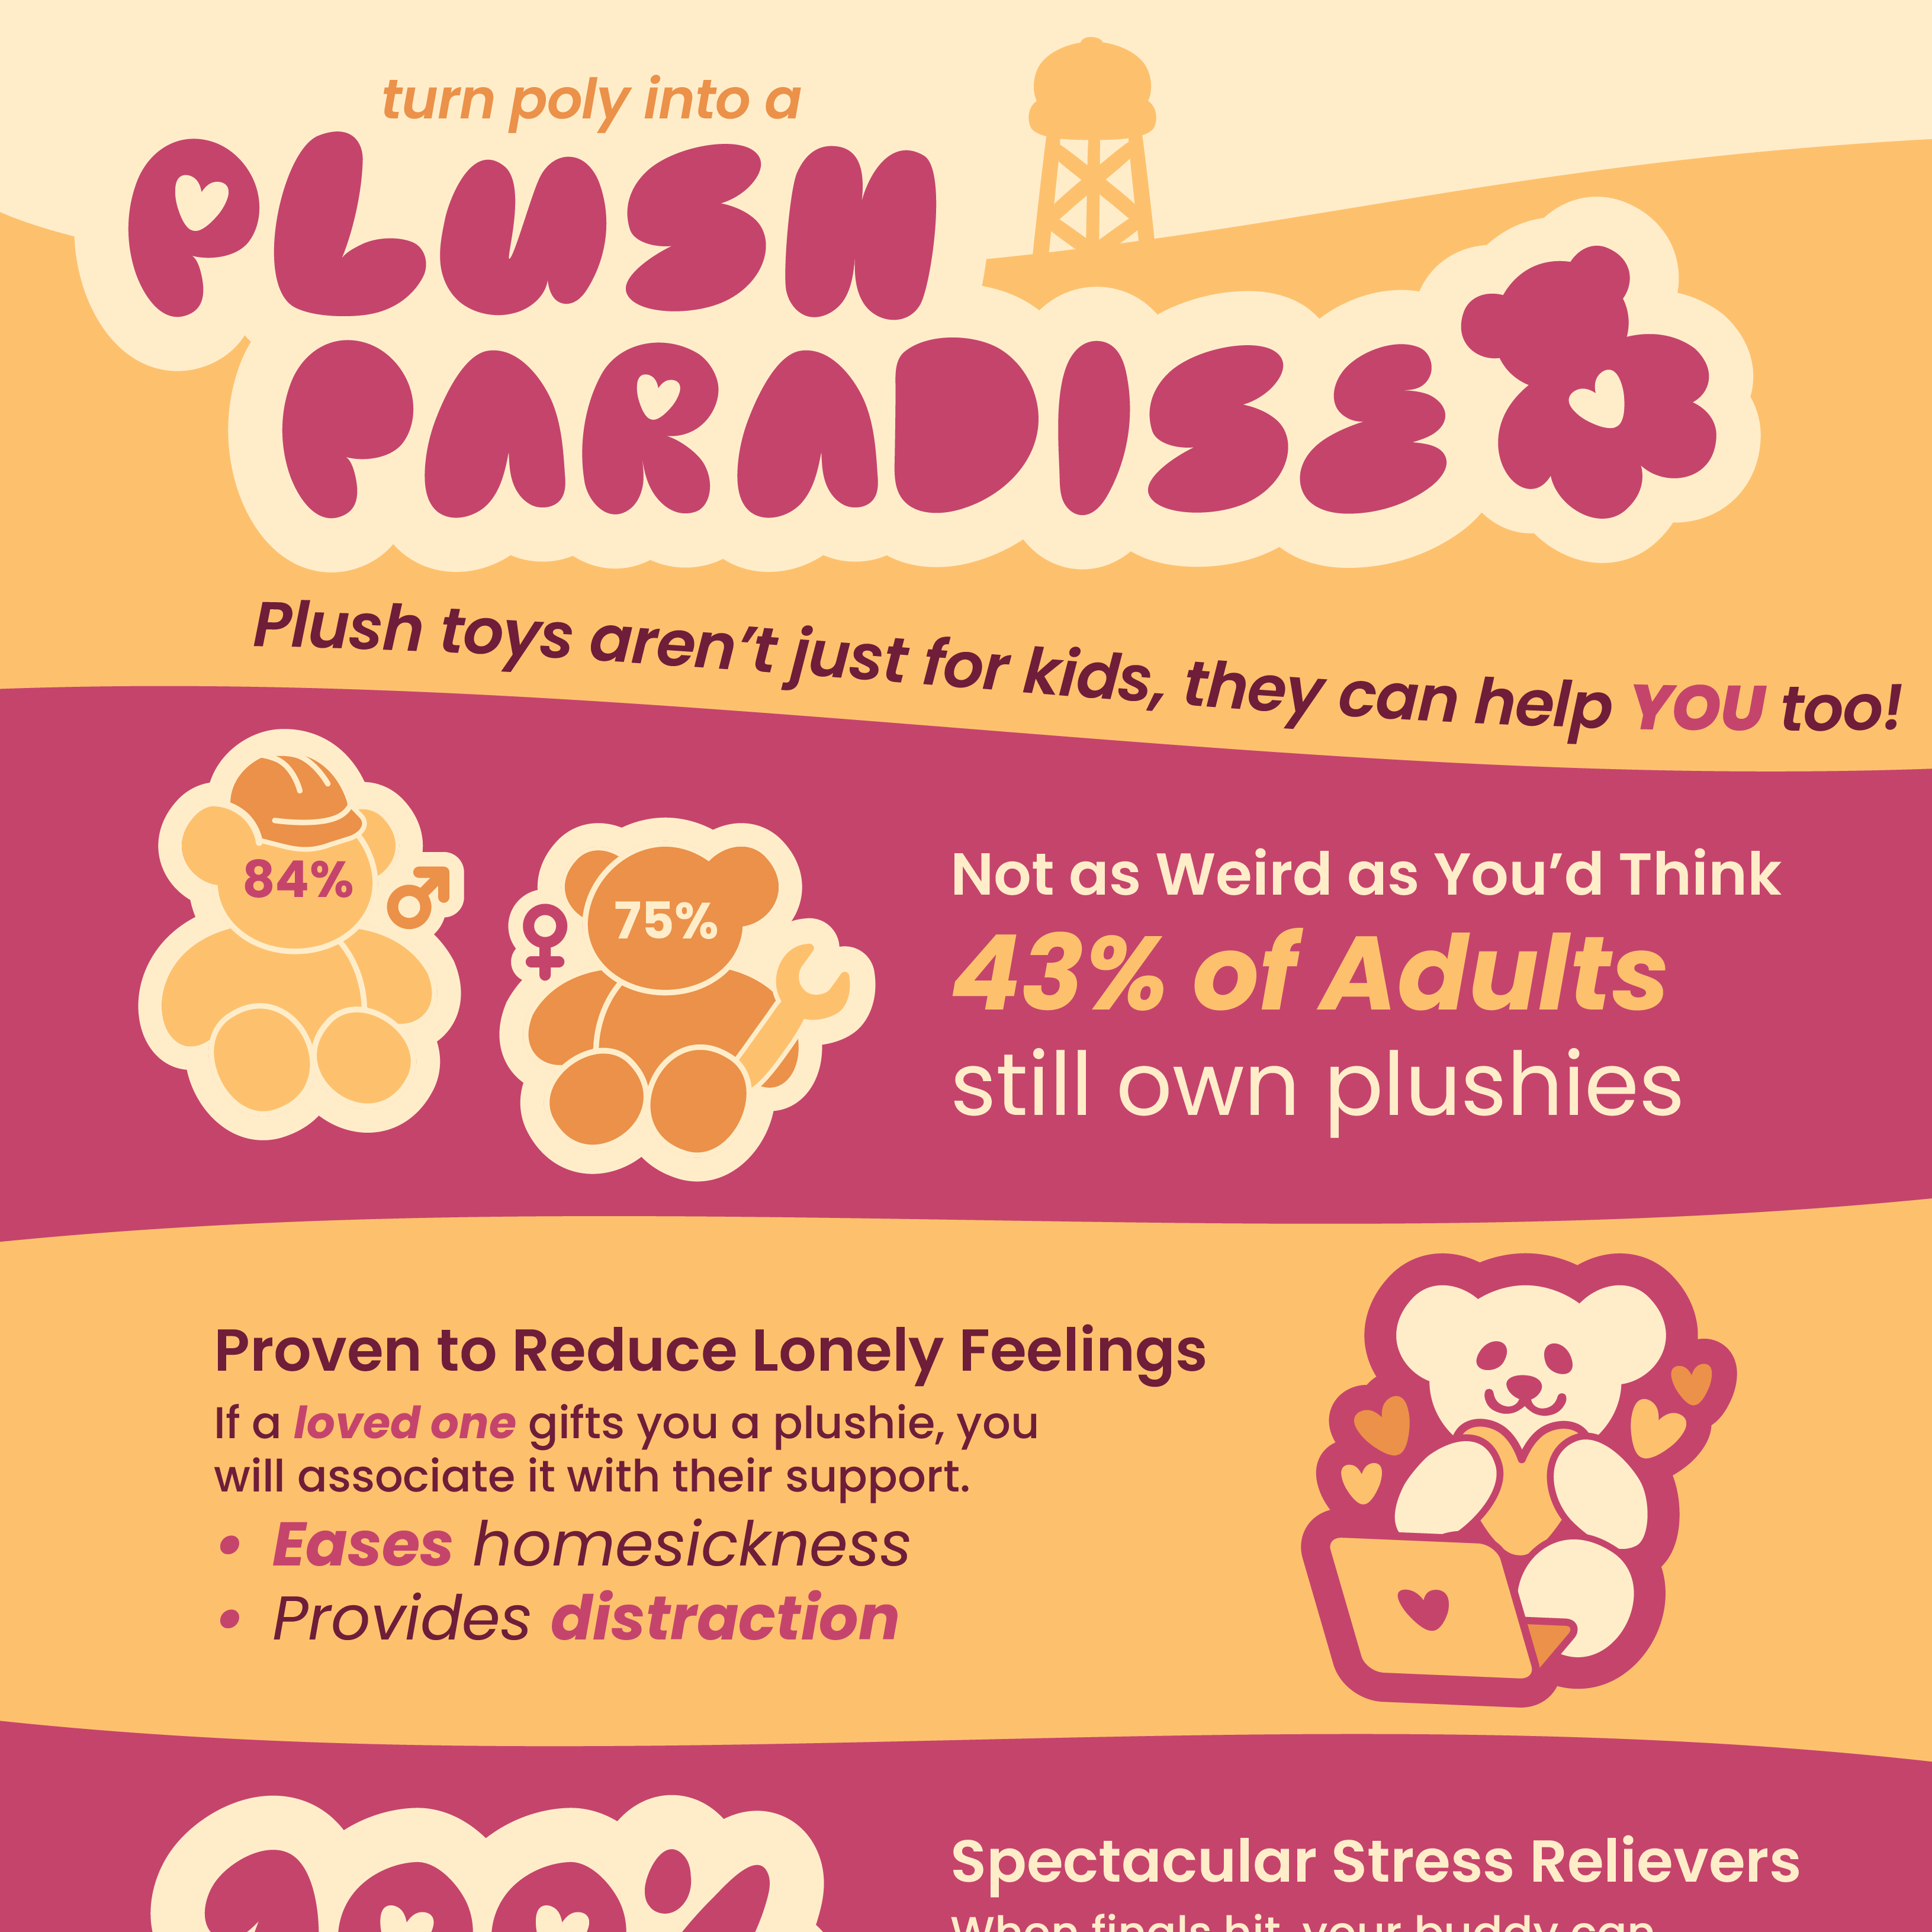 turn poly into a
PLUSH
PARADISE
Plush toys aren't just for kids, they can help YOU too!
84%
75%
Not as Weird as You'd Think
43% of Adults
still own plushies
Proven to Reduce Lonely Feelings
If a loved one gifts you a plushie, you
will associate it with their support.
• Eases homesickness
• Provides distraction
Spectacular Stress Relievers
When finals hit, your buddy can